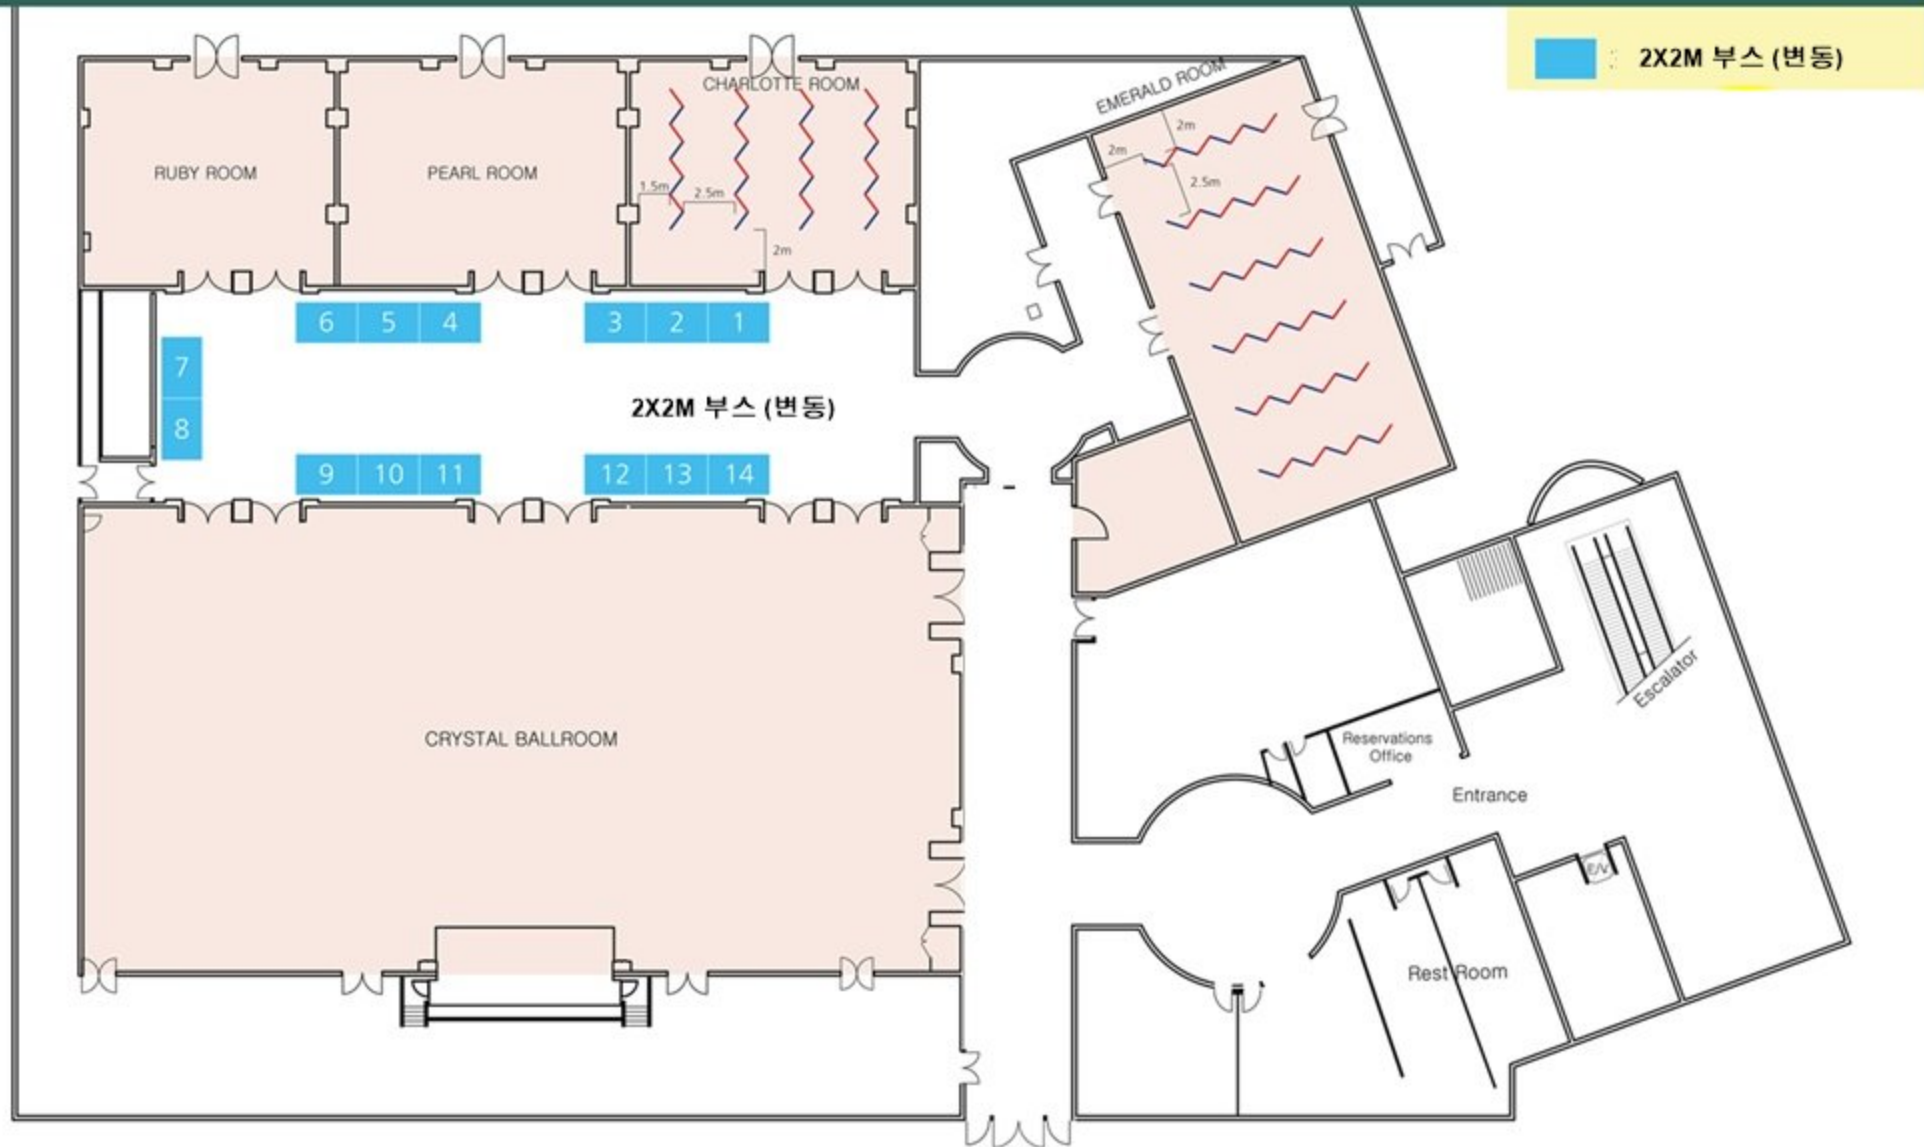 : 2X2M 부스 (변동)
CHARLOTTE ROOM
EMERALD ROOM
RUBY ROOM
PEARL ROOM
1.5m
2.5m
2m
2m
2m
2.5m
6 5 4
3 2 1
7
8
2X2M 부스 (변동)
9 10 11
12 13 14
CRYSTAL BALLROOM
Escalator
Reservations
Office
Entrance
E/V
Rest Room